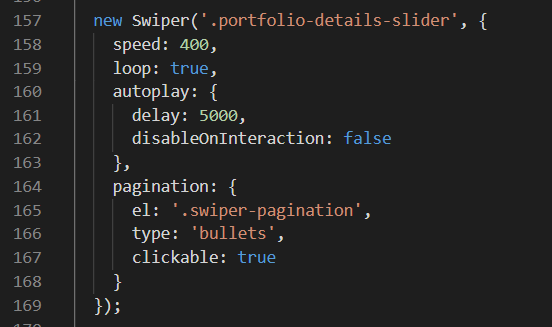 157 new Swiper('.portfolio-details-slider', {
158 speed: 400,
159 loop: true,
160 autoplay: {
161 delay: 5000,
162 disableOnInteraction: false
163 },
164 pagination: {
165 el: '.swiper-pagination',
166 type: 'bullets',
167 clickable: true
168 }
169 });